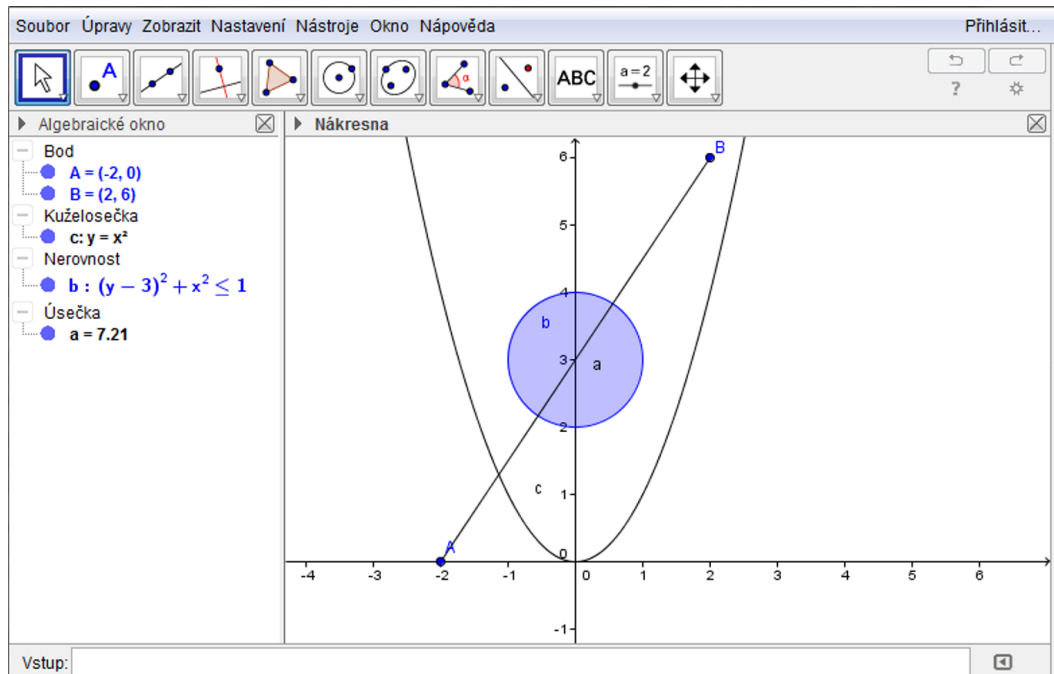 Soubor Úpravy Zobrazit Nastavení Nástroje Okno Nápověda Přihlásit...
A α ABC a=2 ?
Algebraické okno
Bod
A = (-2, 0)
B = (2, 6)
Kuželosečka
c: y = x²
Nerovnost
b : (y − 3)² + x² ≤ 1
Úsečka
a = 7.21
Nákresna
6
B
5
4
b
3
a
2
c
1
0
A
-4 -3 -2 -1 0 1 2 3 4 5 6
-1
Vstup: